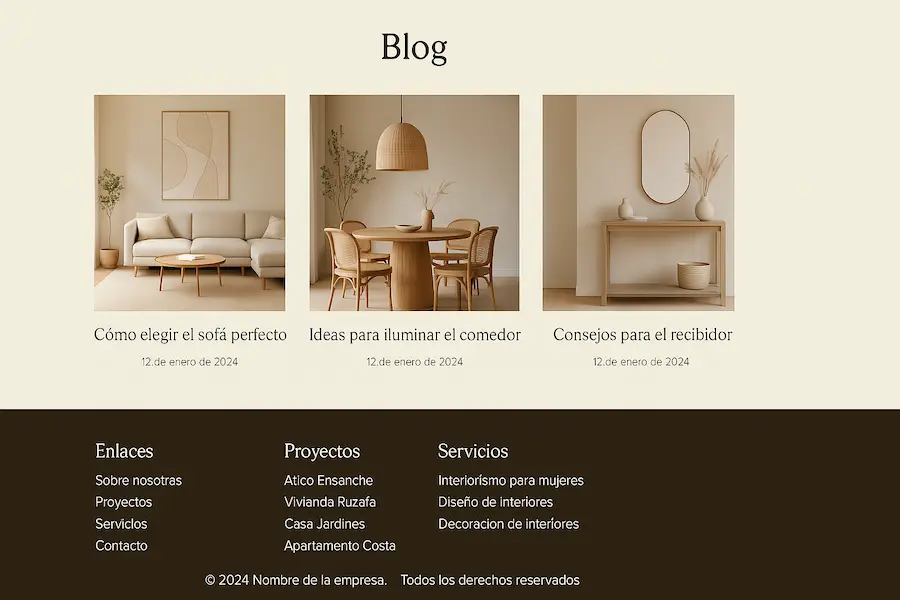 Blog
Cómo elegir el sofá perfecto
12.de enero de 2024
Ideas para iluminar el comedor
12.de enero de 2024
Consejos para el recibidor
12.de enero de 2024
Enlaces
Sobre nosotras
Proyectos
Servicios
Contacto
Proyectos
Atico Ensanche
Vivianda Ruzafa
Casa Jardines
Apartamento Costa
Servicios
Interiorísmo para mujeres
Diseño de interiores
Decoracion de interíores
© 2024 Nombre de la empresa. Todos los derechos reservados